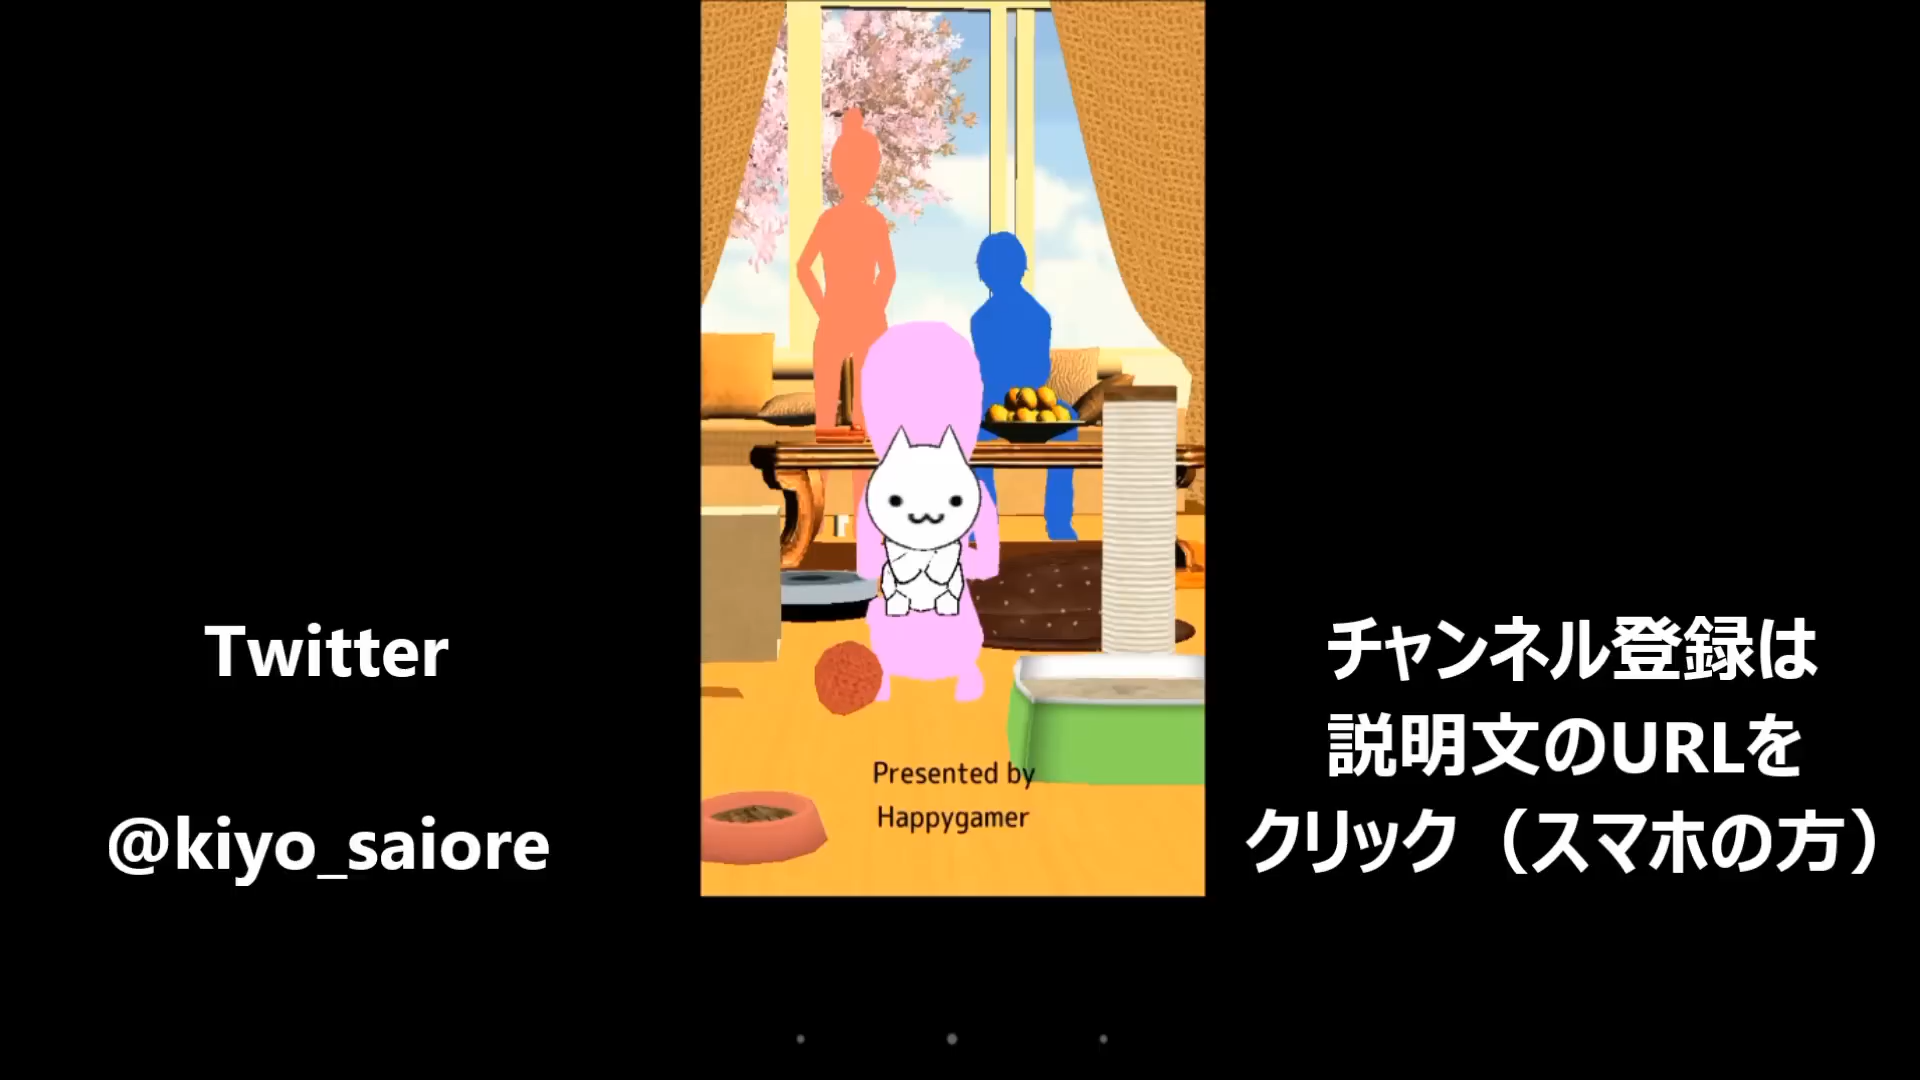 Twitter
@kiyo_saiore
Presented by
Happygamer
チャンネル登録は
説明文のURLを
クリック（スマホの方）